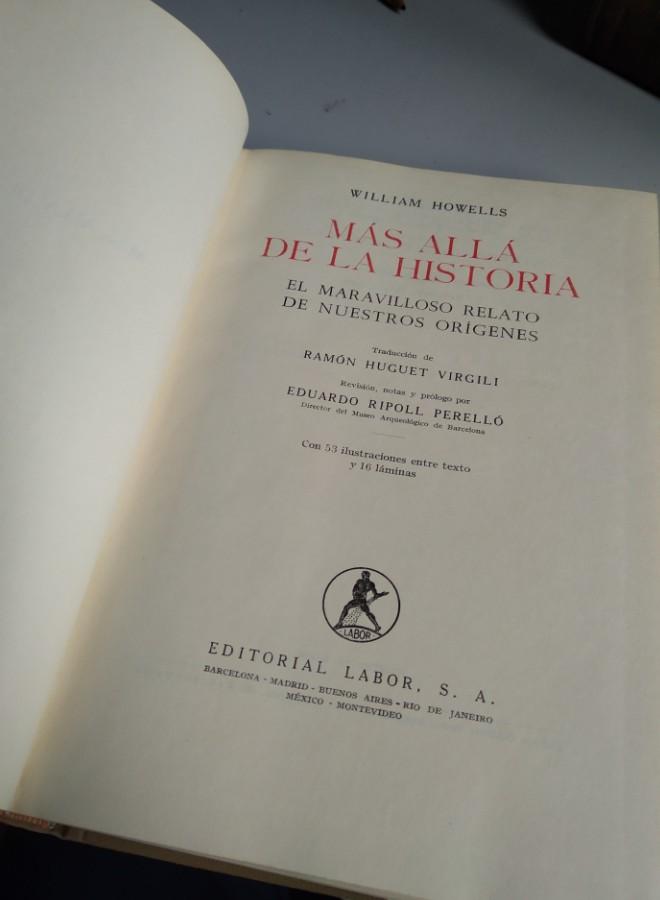 WILLIAM HOWELLS
MÁS ALLÁ
DE LA HISTORIA
EL MARAVILLOSO RELATO
DE NUESTROS ORÍGENES
Traducción de
RAMÓN HUGUET VIRGILI
Revisión, notas y prólogo por
EDUARDO RIPOLL PERELLÓ
Director del Museo Arqueológico de Barcelona
Con 53 ilustraciones entre texto
y 16 láminas
LABOR
EDITORIAL LABOR, S. A.
BARCELONA - MADRID - BUENOS AIRES - RIO DE JANEIRO
MÉXICO - MONTEVIDEO